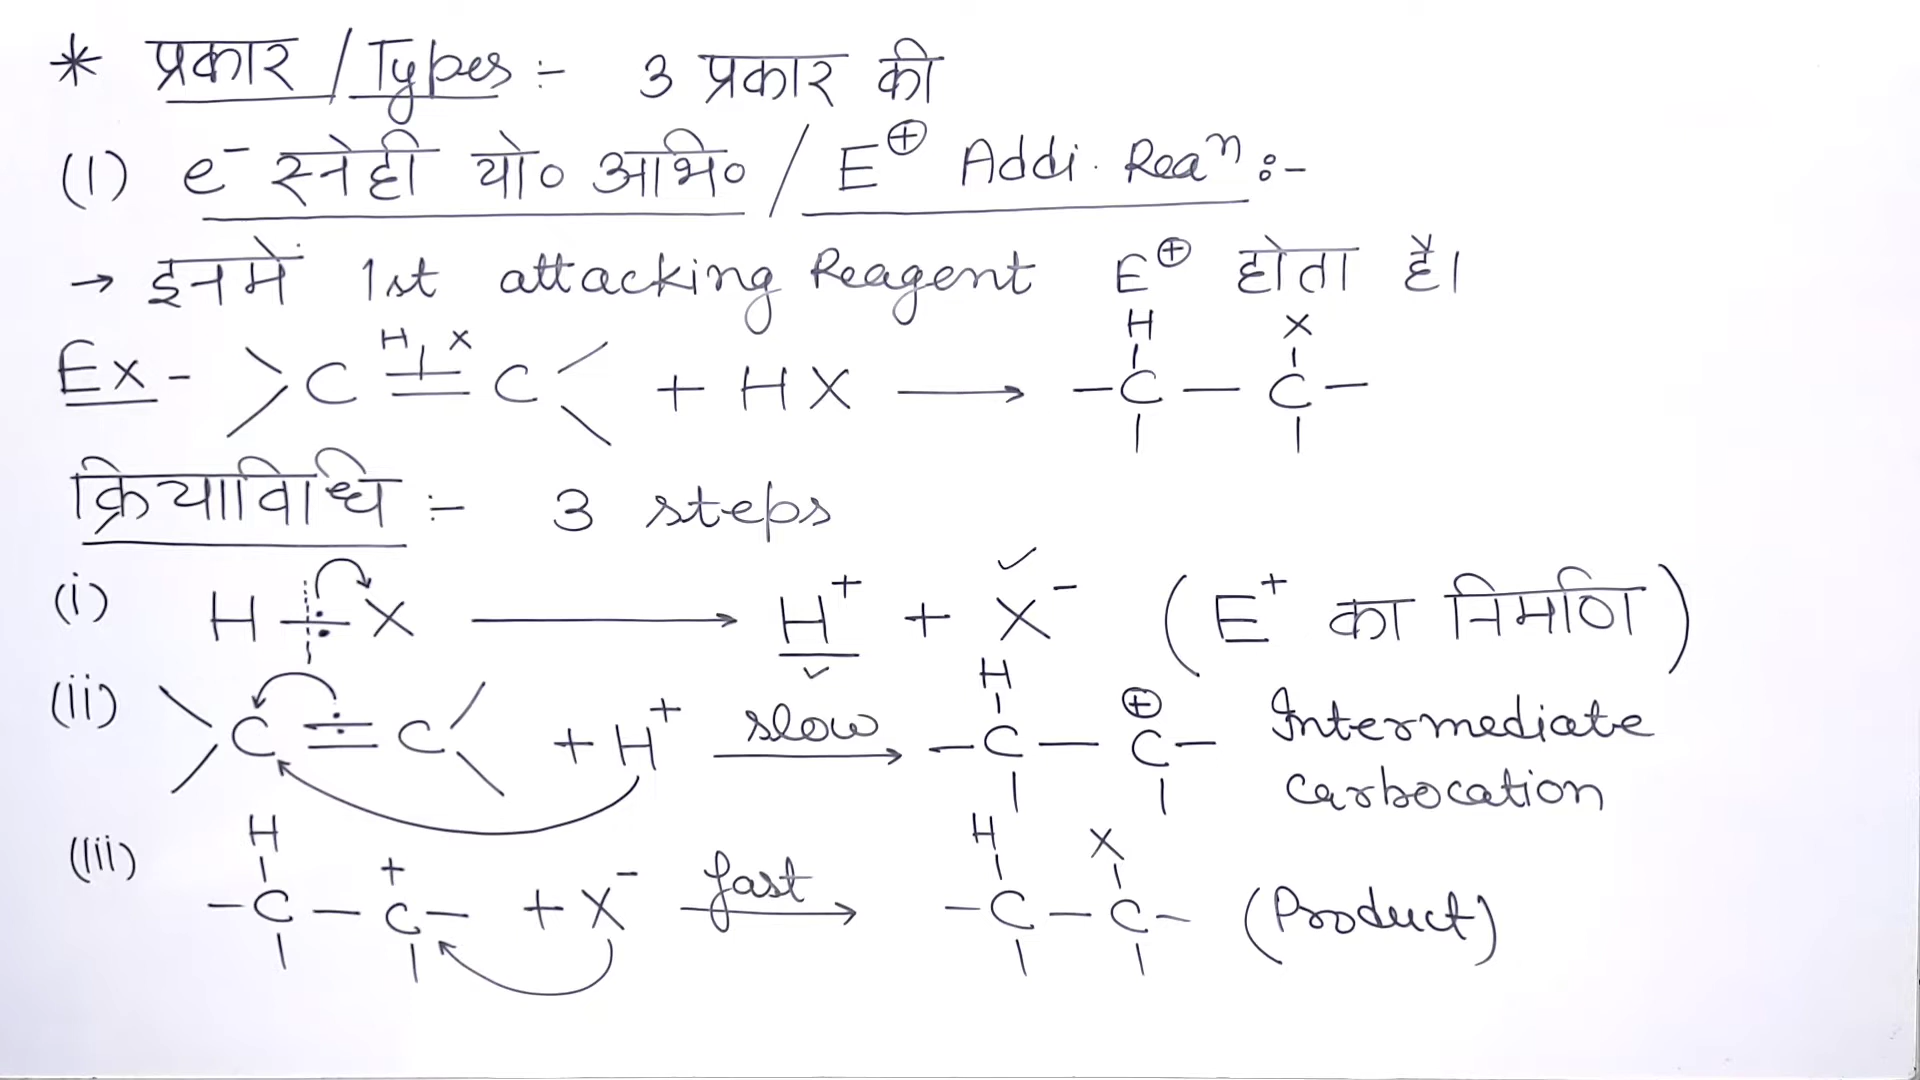 * प्रकार / Types :- 3 प्रकार की
(1) e⁻ स्नेही यो० अभि० / E⊕ Addi. Reaⁿ :-
→ इनमें 1st attacking Reagent E⊕ होता है।
H X H X
Ex - >C = C< + HX ⟶ -C - C-
क्रियाविधि :- 3 steps
(i) H : X ⟶ H⁺ + X⁻ (E⁺ का निर्माण)
H ⊕
(ii) >C = C< + H⁺ slow ⟶ -C - C- Intermediate
carbocation
H + H X
(iii) -C - C- + X⁻ fast ⟶ -C - C- (Product)